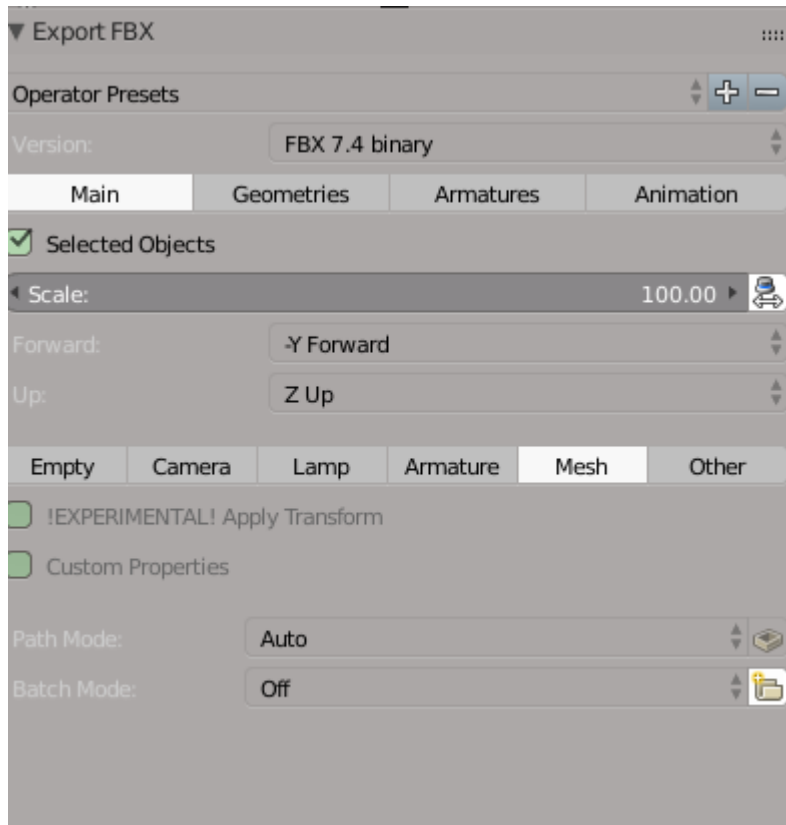 Export FBX
Operator Presets
Version: FBX 7.4 binary
Main Geometries Armatures Animation
Selected Objects
Scale: 100.00
Forward: -Y Forward
Up: Z Up
Empty Camera Lamp Armature Mesh Other
!EXPERIMENTAL! Apply Transform
Custom Properties
Path Mode: Auto
Batch Mode: Off